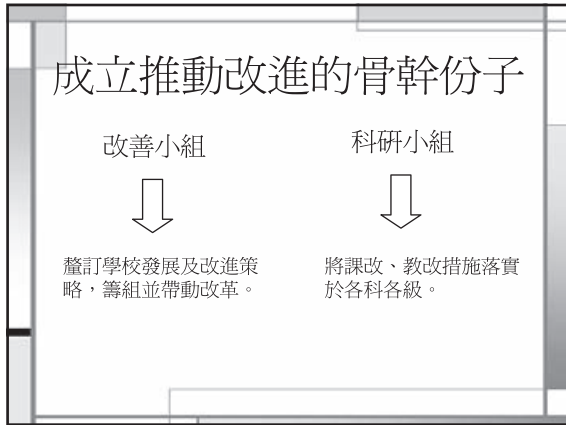 成立推動改進的骨幹份子
改善小組
釐訂學校發展及改進策
略，籌組並帶動改革。
科研小組
將課改、教改措施落實
於各科各級。